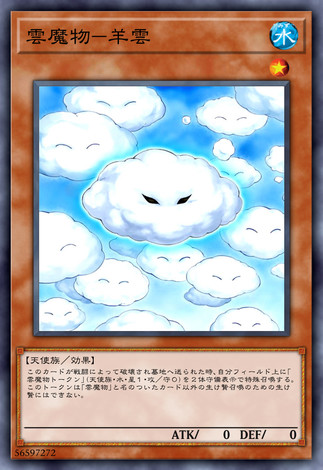 雲魔物－羊雲
水
【天使族／効果】
このカードが戦闘によって破壊され墓地へ送られた時、自分フィールド上に「
雲魔物トークン」（天使族・水・星１・攻／守０）を２体守備表示で特殊召喚する。
このトークンは「雲魔物」と名のついたカード以外の生け贄召喚のための生け
贄にはできない。
ATK/ 0 DEF/ 0
56597272